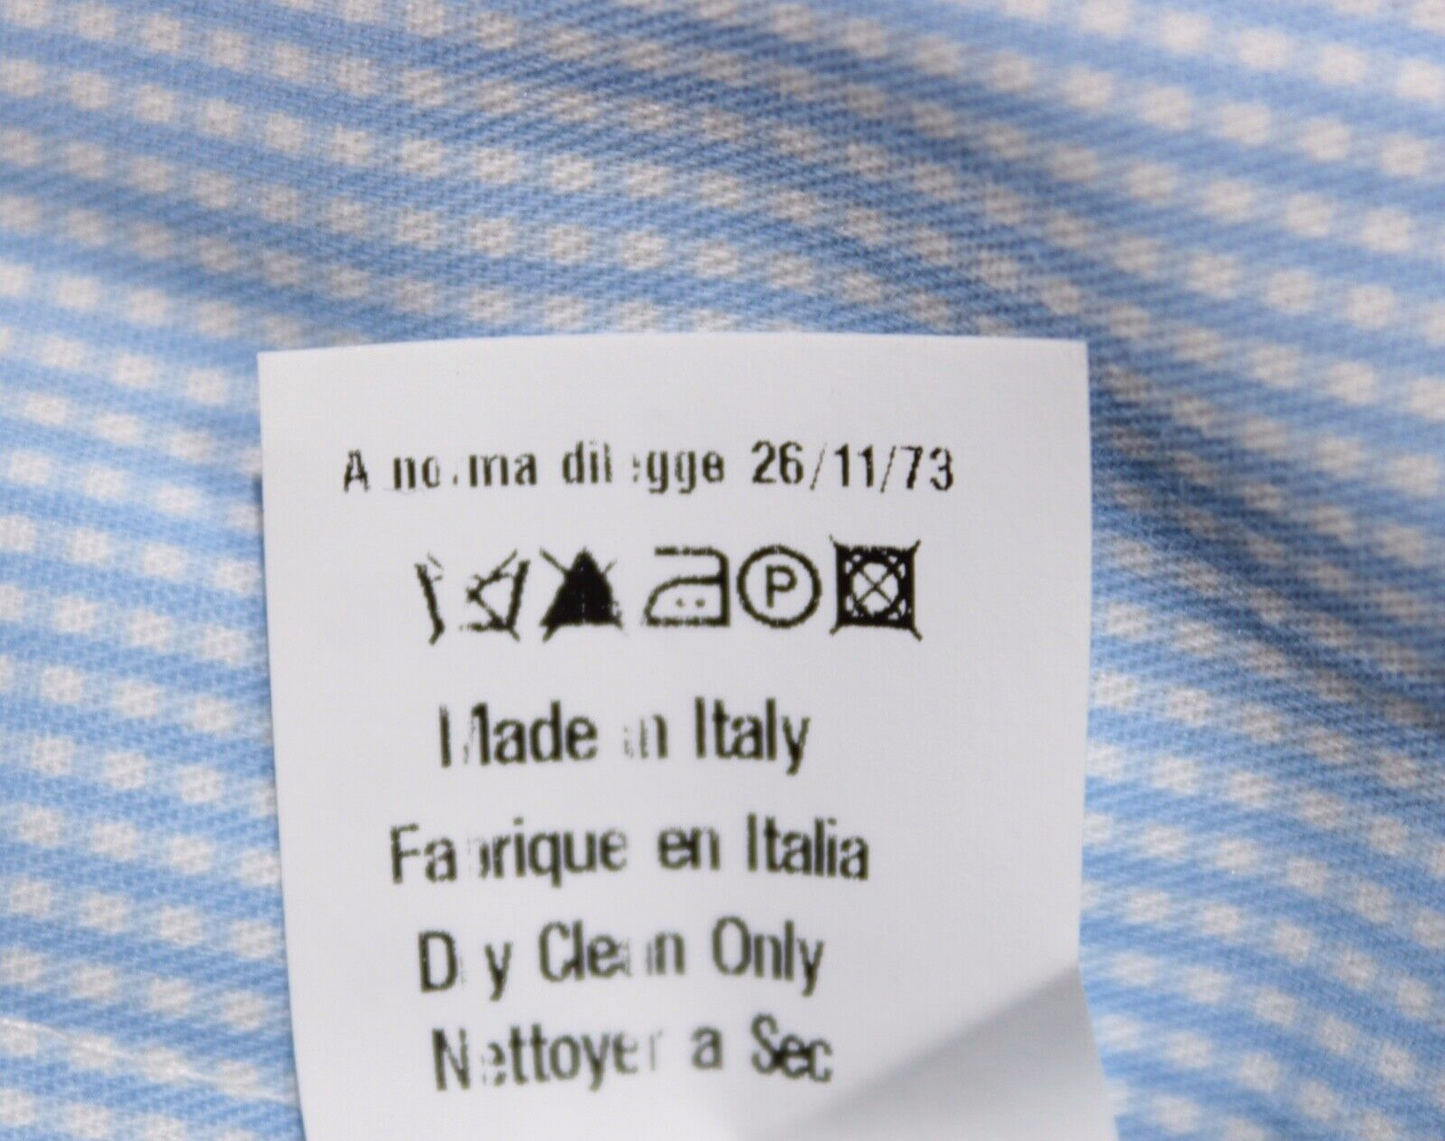 A norma di legge 26/11/73
P
Made in Italy
Fabrique en Italia
Dry Clean Only
Nettoyer a Sec